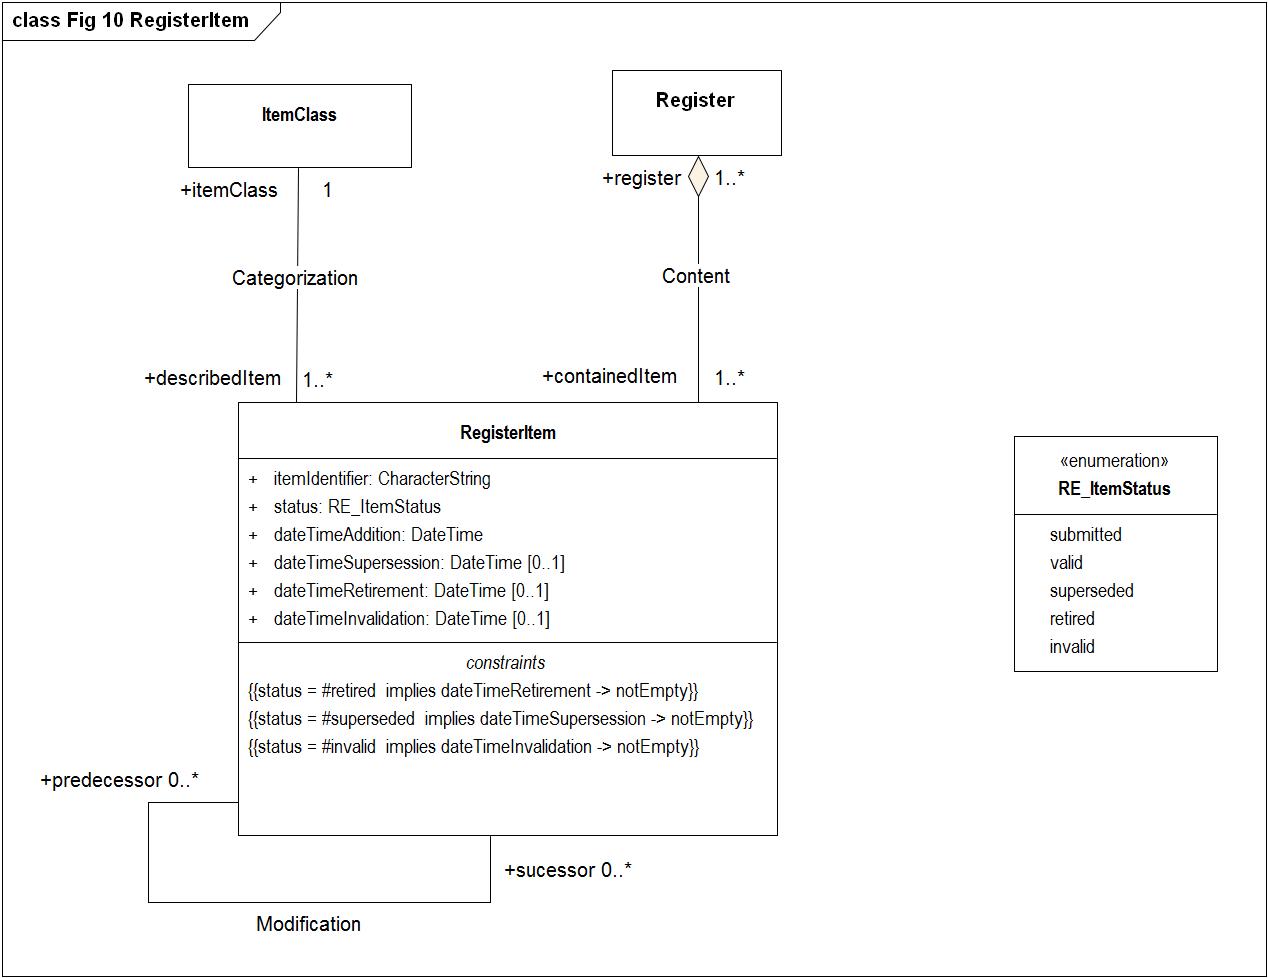 class Fig 10 RegisterItem
ItemClass
Register
+itemClass 1
+register 1..*
Categorization
Content
+describedItem 1..*
+containedItem 1..*
RegisterItem
+ itemIdentifier: CharacterString
+ status: RE_ItemStatus
+ dateTimeAddition: DateTime
+ dateTimeSupersession: DateTime [0..1]
+ dateTimeRetirement: DateTime [0..1]
+ dateTimeInvalidation: DateTime [0..1]
constraints
{{status = #retired implies dateTimeRetirement -> notEmpty}}
{{status = #superseded implies dateTimeSupersession -> notEmpty}}
{{status = #invalid implies dateTimeInvalidation -> notEmpty}}
+predecessor 0..*
+sucessor 0..*
Modification
«enumeration»
RE_ItemStatus
submitted
valid
superseded
retired
invalid